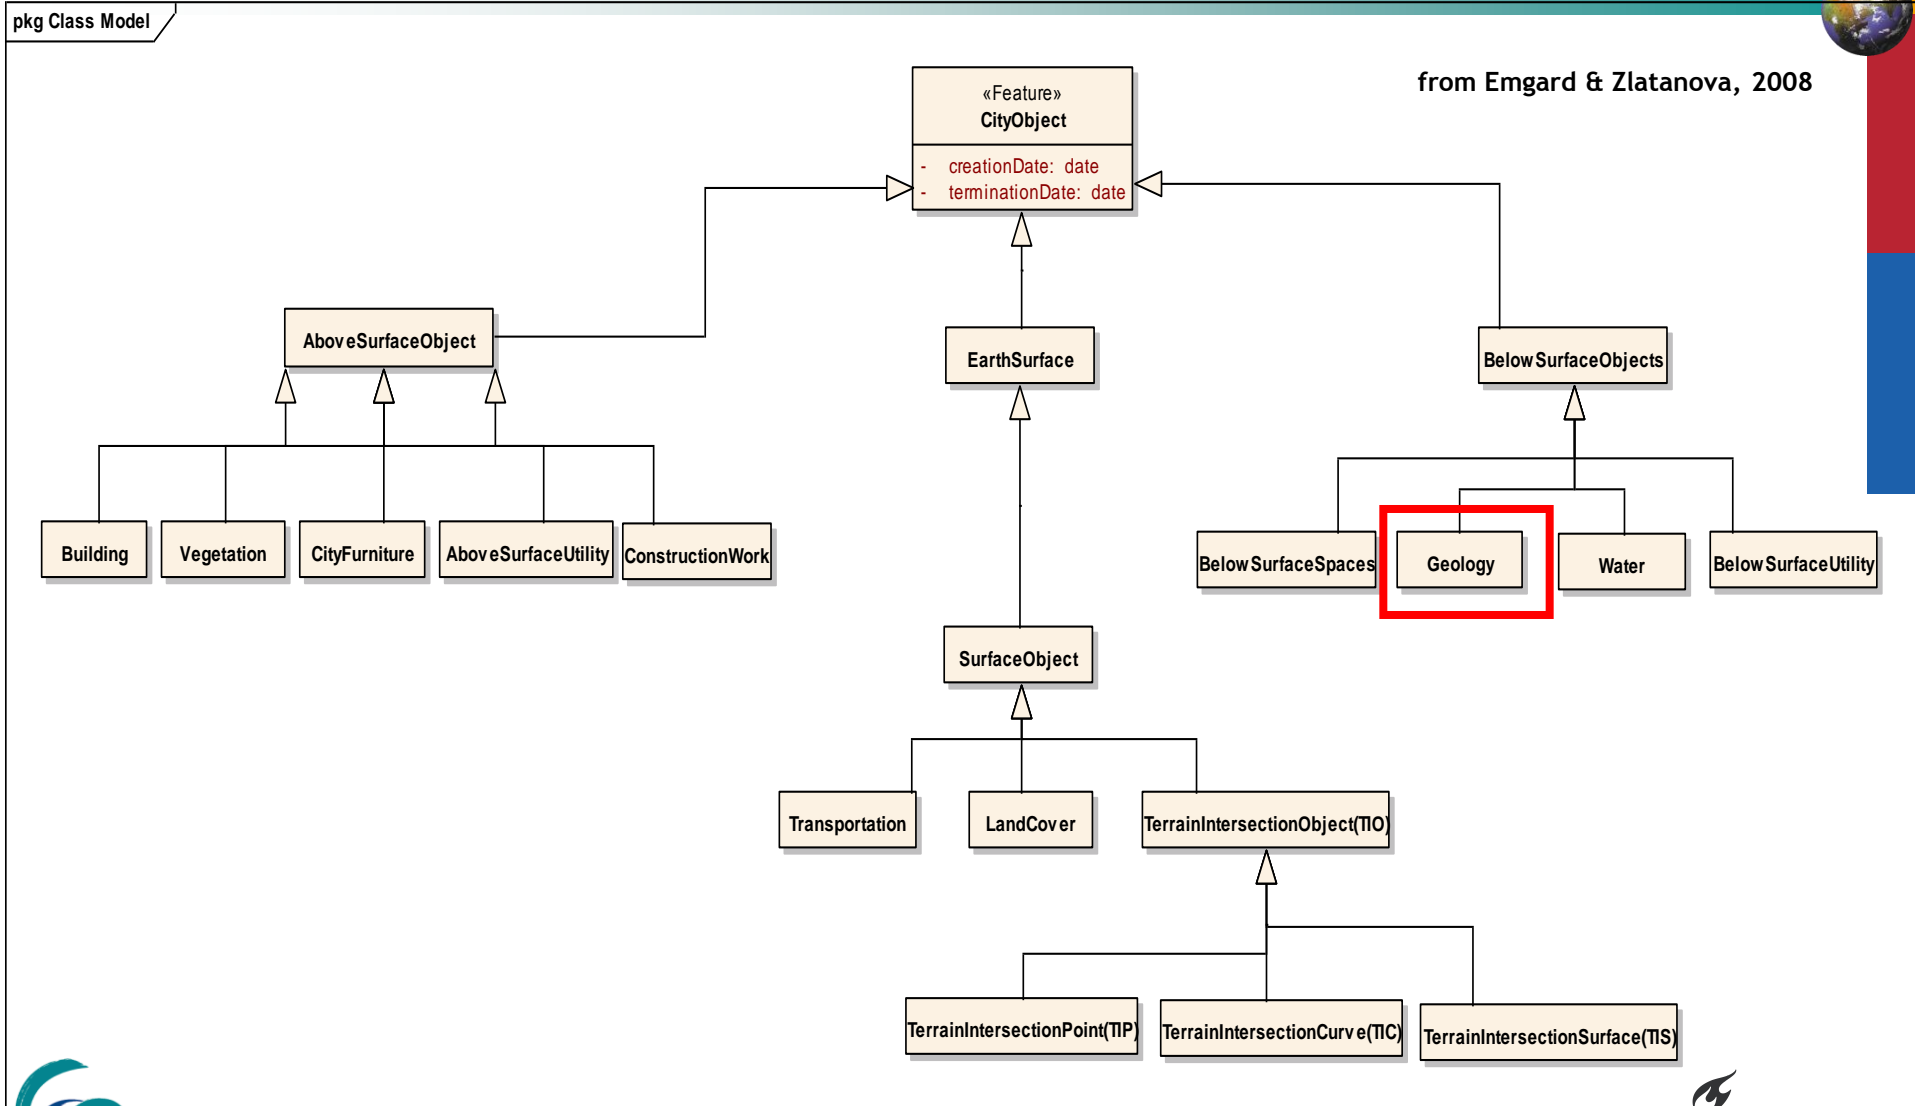 pkg Class Model
from Emgard & Zlatanova, 2008
«Feature»
CityObject
- creationDate: date
- terminationDate: date
AboveSurfaceObject
EarthSurface
BelowSurfaceObjects
Building
Vegetation
CityFurniture
AboveSurfaceUtility
ConstructionWork
BelowSurfaceSpaces
Geology
Water
BelowSurfaceUtility
SurfaceObject
Transportation
LandCover
TerrainIntersectionObject(TIO)
TerrainIntersectionPoint(TIP)
TerrainIntersectionCurve(TIC)
TerrainIntersectionSurface(TIS)